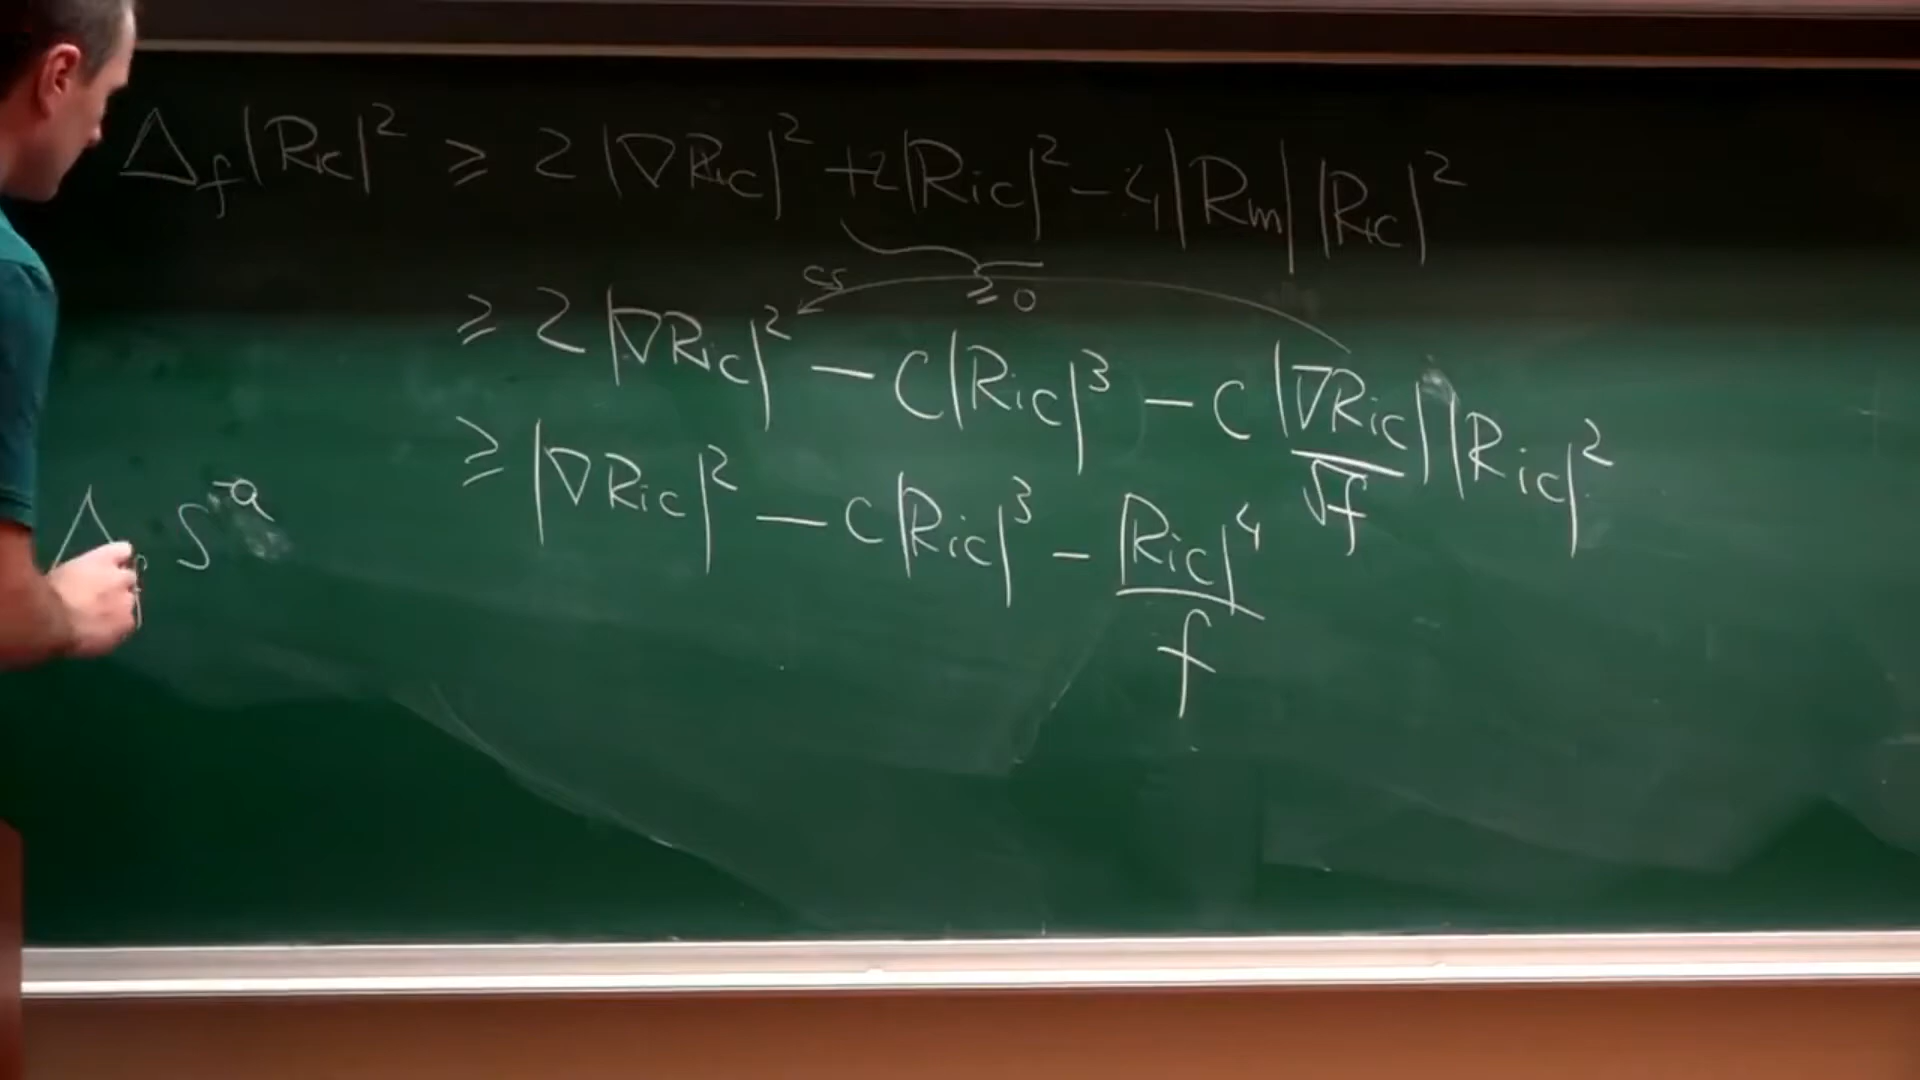 Δ_f |Ric|² ≥ 2|∇Ric|² + 2|Ric|² - 4|Rm| |Ric|²
≥ 0
CS
≥ 2|∇Ric|² - C|Ric|³ - C |∇Ric|/√f |Ric|²
≥ |∇Ric|² - C|Ric|³ - |Ric|⁴/f
Δ_f S^-a